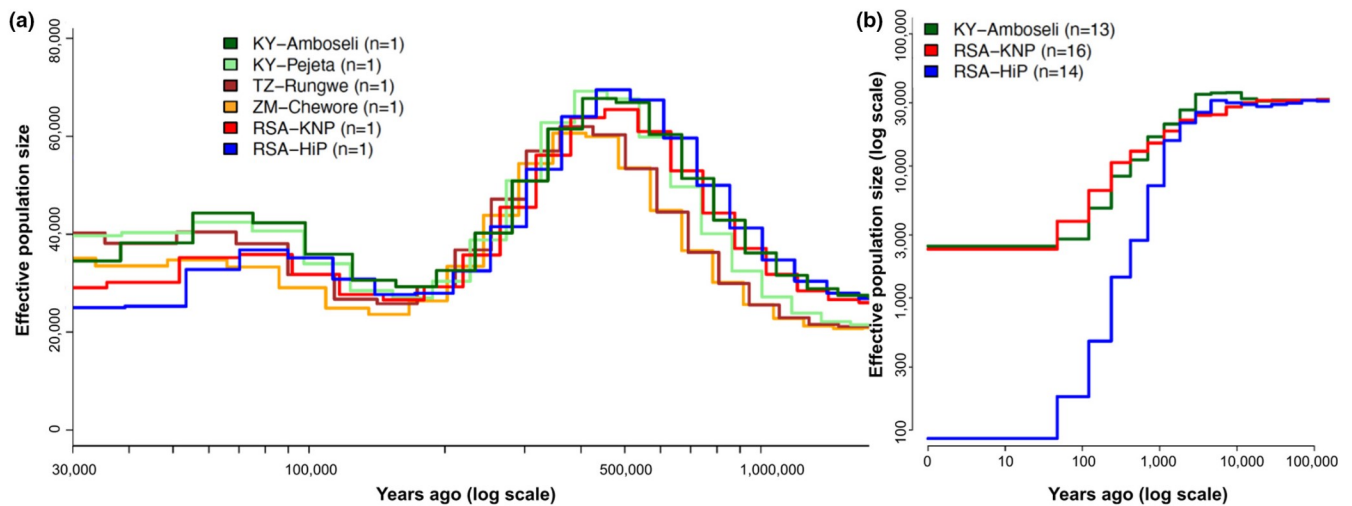 (a)
80,000
60,000
40,000
20,000
0
Effective population size
KY–Amboseli (n=1)
KY–Pejeta (n=1)
TZ–Rungwe (n=1)
ZM–Chewore (n=1)
RSA–KNP (n=1)
RSA–HiP (n=1)
30,000
100,000
500,000
1,000,000
Years ago (log scale)
(b)
100,000
30,000
10,000
3,000
1,000
300
100
Effective population size (log scale)
KY–Amboseli (n=13)
RSA–KNP (n=16)
RSA–HiP (n=14)
0
10
100
1,000
10,000
100,000
Years ago (log scale)